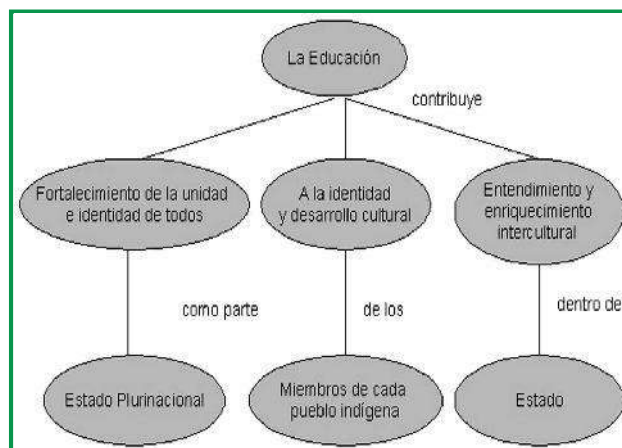 La Educación
contribuye
Fortalecimiento de la unidad
e identidad de todos
A la identidad
y desarrollo cultural
Entendimiento y
enriquecimiento
intercultural
como parte
de los
dentro de
Estado Plurinacional
Miembros de cada
pueblo indígena
Estado